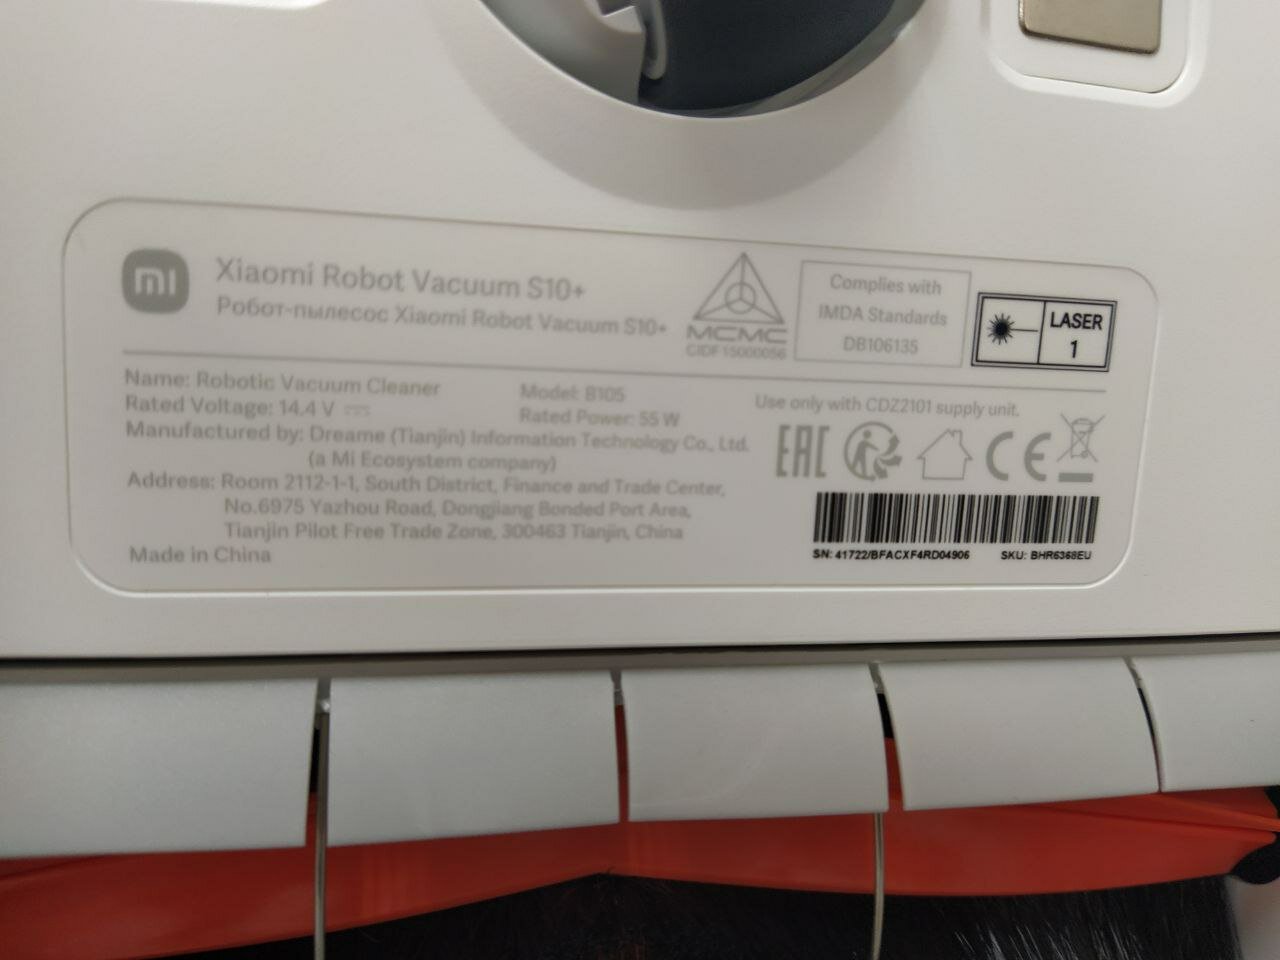 mi
Xiaomi Robot Vacuum S10+
Робот-пылесос Xiaomi Robot Vacuum S10+
MCMC
CIDF15000056
Complies with
IMDA Standards
DB106135
LASER
1
Name: Robotic Vacuum Cleaner
Model: B105
Rated Voltage: 14.4 V
Rated Power: 55 W
Manufactured by: Dreame (Tianjin) Information Technology Co., Ltd.
(a Mi Ecosystem company)
Address: Room 2112-1-1, South District, Finance and Trade Center,
No.6975 Yazhou Road, Dongjiang Bonded Port Area,
Tianjin Pilot Free Trade Zone, 300463 Tianjin, China
Made in China
Use only with CDZ2101 supply unit.
EAC
CE
SN: 41722/BFACXF4RD04906 SKU: BHR6368EU